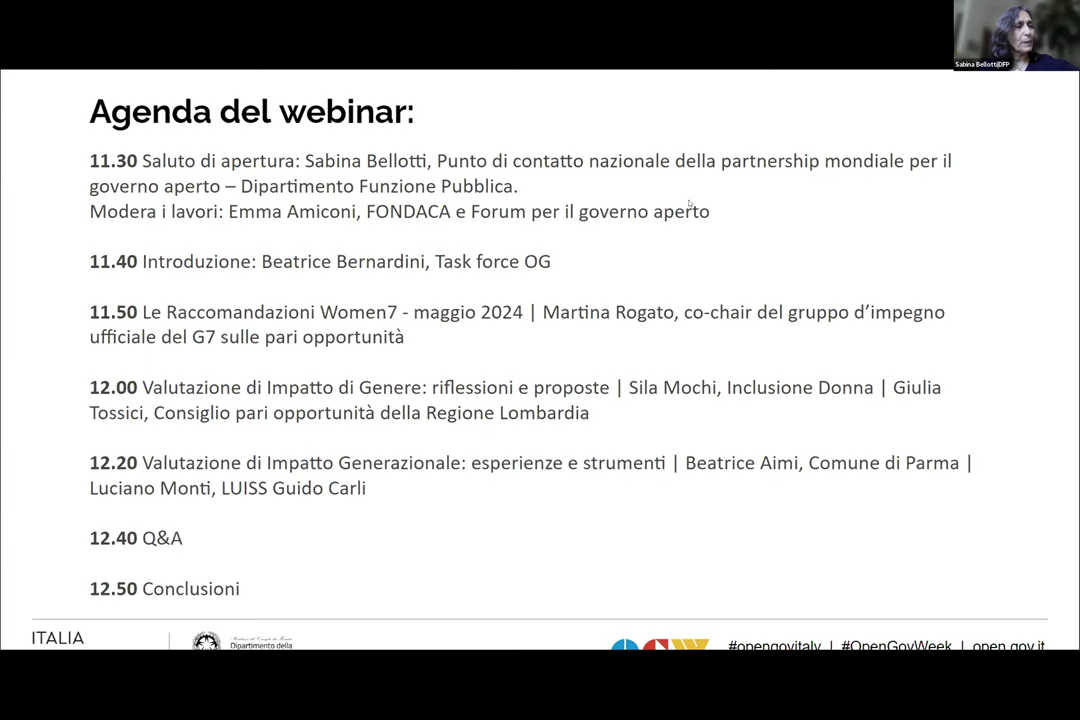 Sabina Bellotti|DFP
Agenda del webinar:
11.30 Saluto di apertura: Sabina Bellotti, Punto di contatto nazionale della partnership mondiale per il
governo aperto – Dipartimento Funzione Pubblica.
Modera i lavori: Emma Amiconi, FONDACA e Forum per il governo aperto
11.40 Introduzione: Beatrice Bernardini, Task force OG
11.50 Le Raccomandazioni Women7 - maggio 2024 | Martina Rogato, co-chair del gruppo d’impegno
ufficiale del G7 sulle pari opportunità
12.00 Valutazione di Impatto di Genere: riflessioni e proposte | Sila Mochi, Inclusione Donna | Giulia
Tossici, Consiglio pari opportunità della Regione Lombardia
12.20 Valutazione di Impatto Generazionale: esperienze e strumenti | Beatrice Aimi, Comune di Parma |
Luciano Monti, LUISS Guido Carli
12.40 Q&A
12.50 Conclusioni
ITALIA
Dipartimento della
#opengovitaly | #OpenGovWeek | open.gov.it